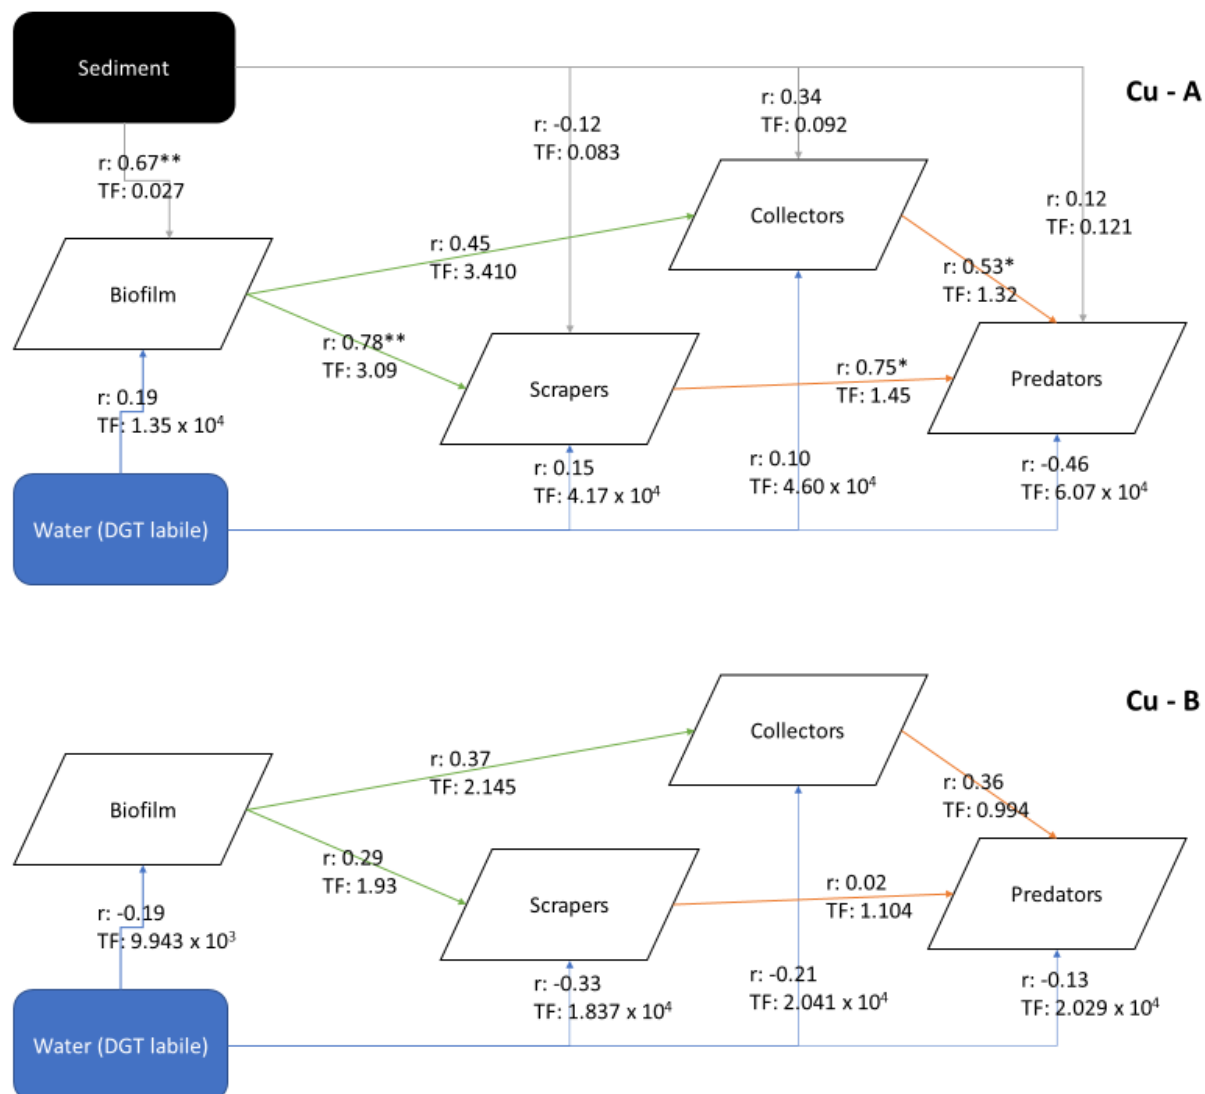 Sediment
Cu - A
r: 0.34
TF: 0.092
r: -0.12
TF: 0.083
r: 0.67**
TF: 0.027
r: 0.12
TF: 0.121
Collectors
r: 0.45
TF: 3.410
r: 0.53*
TF: 1.32
Biofilm
r: 0.78**
TF: 3.09
Scrapers
r: 0.75*
TF: 1.45
Predators
r: 0.19
TF: 1.35 x 10⁴
r: 0.15
TF: 4.17 x 10⁴
r: 0.10
TF: 4.60 x 10⁴
r: -0.46
TF: 6.07 x 10⁴
Water (DGT labile)
Cu - B
Collectors
r: 0.37
TF: 2.145
r: 0.36
TF: 0.994
Biofilm
r: 0.29
TF: 1.93
Scrapers
r: 0.02
TF: 1.104
Predators
r: -0.19
TF: 9.943 x 10³
r: -0.33
TF: 1.837 x 10⁴
r: -0.21
TF: 2.041 x 10⁴
r: -0.13
TF: 2.029 x 10⁴
Water (DGT labile)